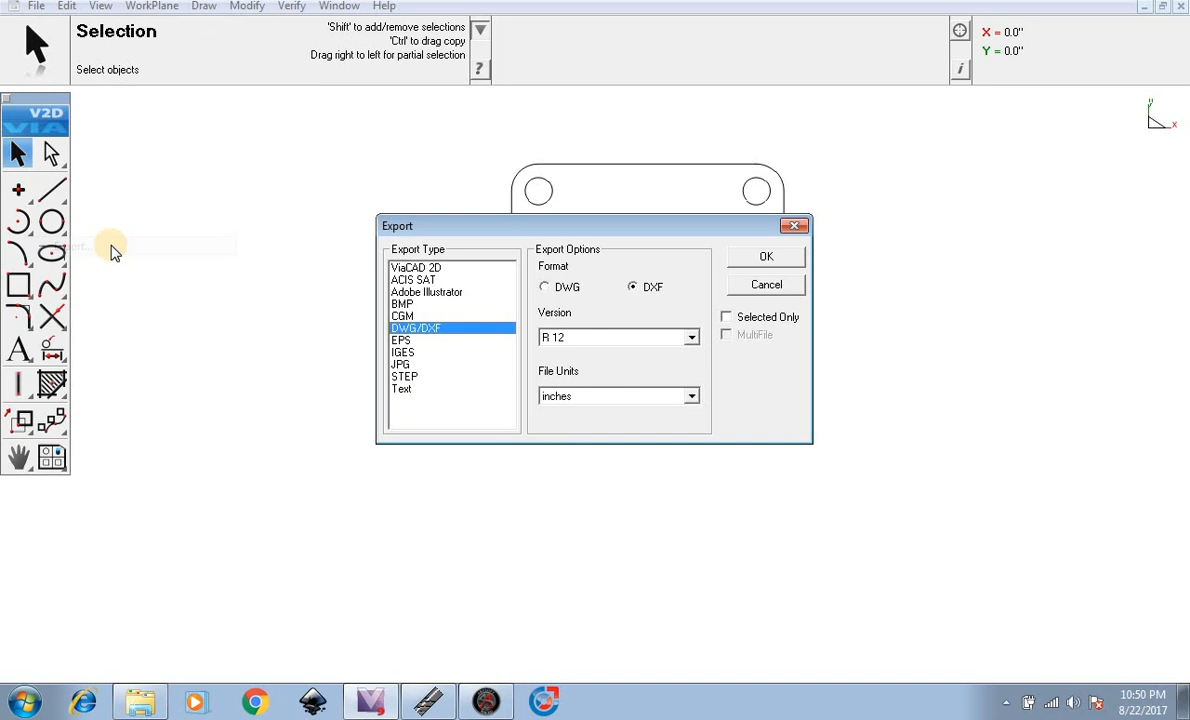 File Edit View WorkPlane Draw Modify Verify Window Help
Selection
Select objects
'Shift' to add/remove selections
'Ctrl' to drag copy
Drag right to left for partial selection
?
i
X = 0.0"
Y = 0.0"
y
x
V2D
VIA
A
Export...
Export
Export Type
ViaCAD 2D
ACIS SAT
Adobe Illustrator
BMP
CGM
DWG/DXF
EPS
IGES
JPG
STEP
Text
Export Options
Format
DWG DXF
Version
R 12
File Units
inches
OK
Cancel
Selected Only
MultiFile
10:50 PM
8/22/2017